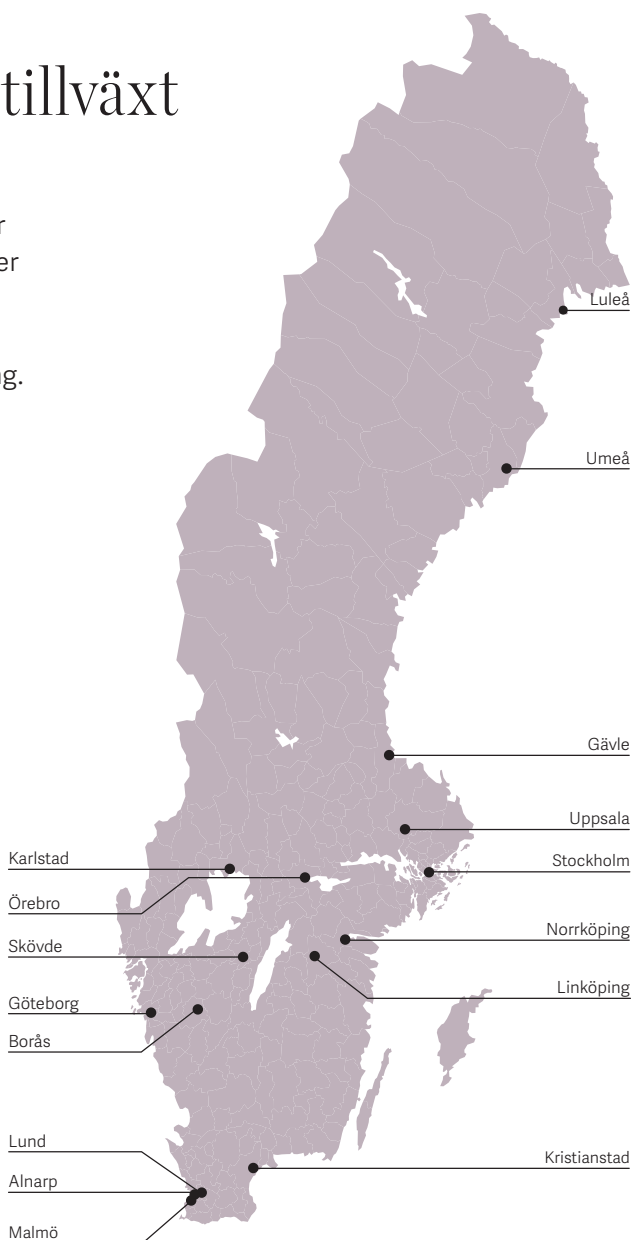 tillväxt
Luleå
Umeå
Gävle
Uppsala
Karlstad
Stockholm
Örebro
Norrköping
Skövde
Linköping
Göteborg
Borås
Lund
Kristianstad
Alnarp
Malmö